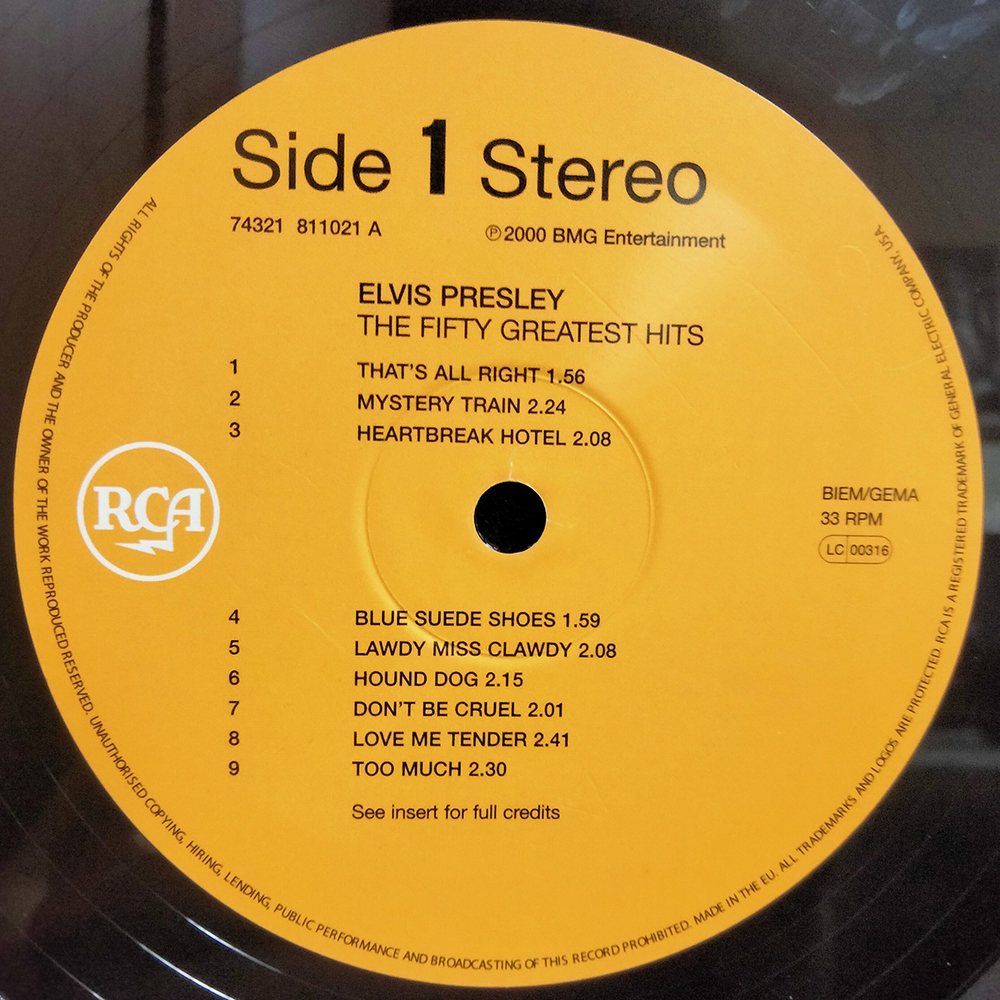 Side 1 Stereo
74321 811021 A
℗ 2000 BMG Entertainment
ELVIS PRESLEY
THE FIFTY GREATEST HITS
1 THAT'S ALL RIGHT 1.56
2 MYSTERY TRAIN 2.24
3 HEARTBREAK HOTEL 2.08
RCA
BIEM/GEMA
33 RPM
LC 00316
4 BLUE SUEDE SHOES 1.59
5 LAWDY MISS CLAWDY 2.08
6 HOUND DOG 2.15
7 DON'T BE CRUEL 2.01
8 LOVE ME TENDER 2.41
9 TOO MUCH 2.30
See insert for full credits
ALL RIGHTS OF THE PRODUCER AND THE OWNER OF THE WORK REPRODUCED RESERVED. UNAUTHORISED COPYING, HIRING, LENDING, PUBLIC PERFORMANCE AND BROADCASTING OF THIS RECORD PROHIBITED. MADE IN THE EU. ALL TRADEMARKS AND LOGOS ARE PROTECTED. RCA IS A REGISTERED TRADEMARK OF GENERAL ELECTRIC COMPANY, USA.